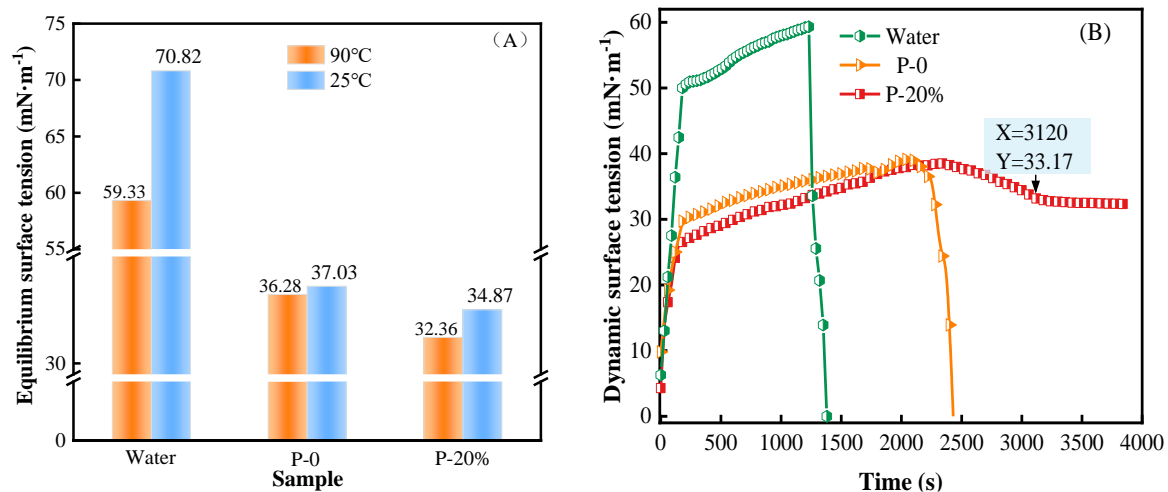 (A)
90℃
25℃
75
70
65
60
55
30
0
Equilibrium surface tension (mN·m⁻¹)
59.33
70.82
36.28
37.03
32.36
34.87
Water
P-0
P-20%
Sample
(B)
Water
P-0
P-20%
X=3120
Y=33.17
60
50
40
30
20
10
0
Dynamic surface tension (mN·m⁻¹)
0 500 1000 1500 2000 2500 3000 3500 4000
Time (s)